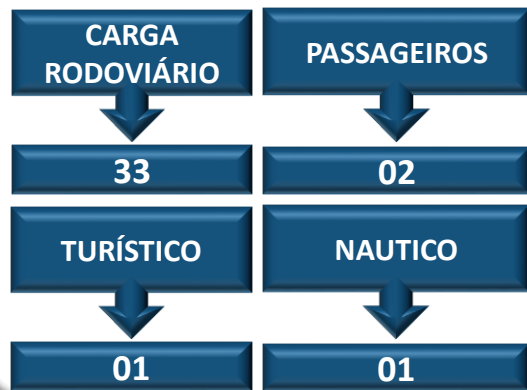 CARGA
RODOVIÁRIO
PASSAGEIROS
33
02
TURÍSTICO
NAUTICO
01
01